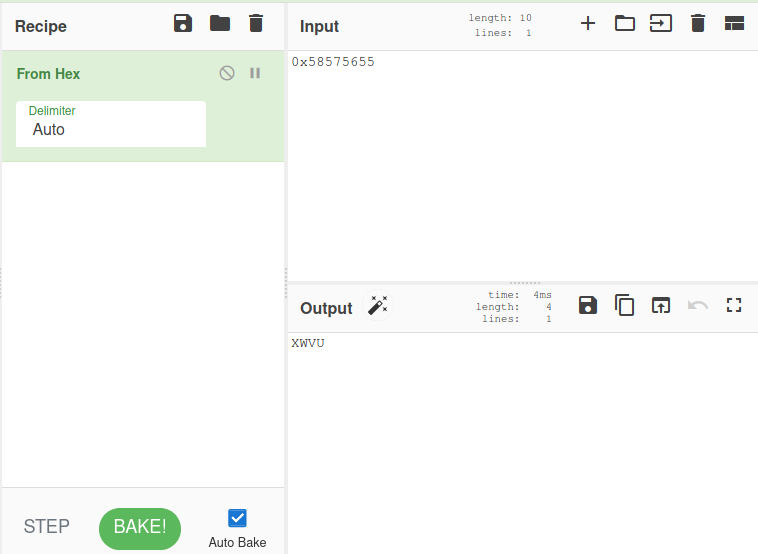 Recipe
From Hex
Delimiter
Auto
STEP
BAKE!
Auto Bake
Input
length: 10
lines: 1
0x58575655
Output
time: 4ms
length: 4
lines: 1
XWVU